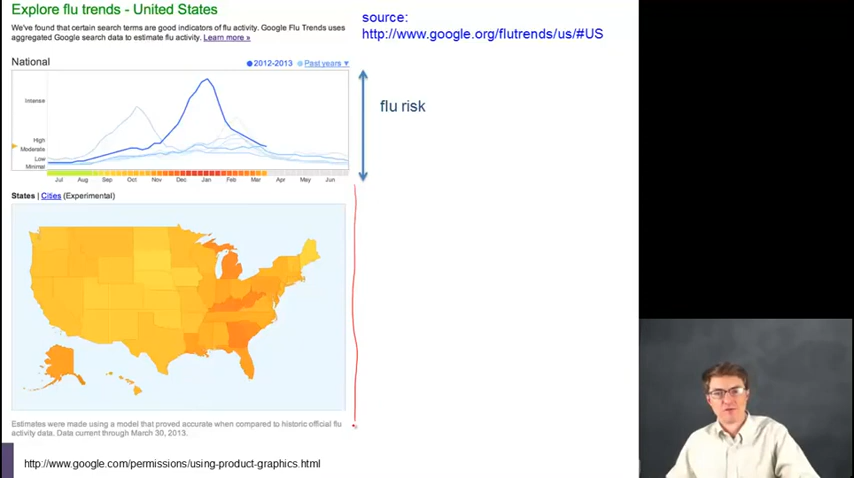 Explore flu trends - United States
We've found that certain search terms are good indicators of flu activity. Google Flu Trends uses
aggregated Google search data to estimate flu activity. Learn more »
source:
http://www.google.org/flutrends/us/#US
National
2012-2013 Past years ▼
Intense
High
Moderate
Low
Minimal
Jul Aug Sep Oct Nov Dec Jan Feb Mar Apr May Jun
flu risk
States | Cities (Experimental)
Estimates were made using a model that proved accurate when compared to historic official flu
activity data. Data current through March 30, 2013.
http://www.google.com/permissions/using-product-graphics.html